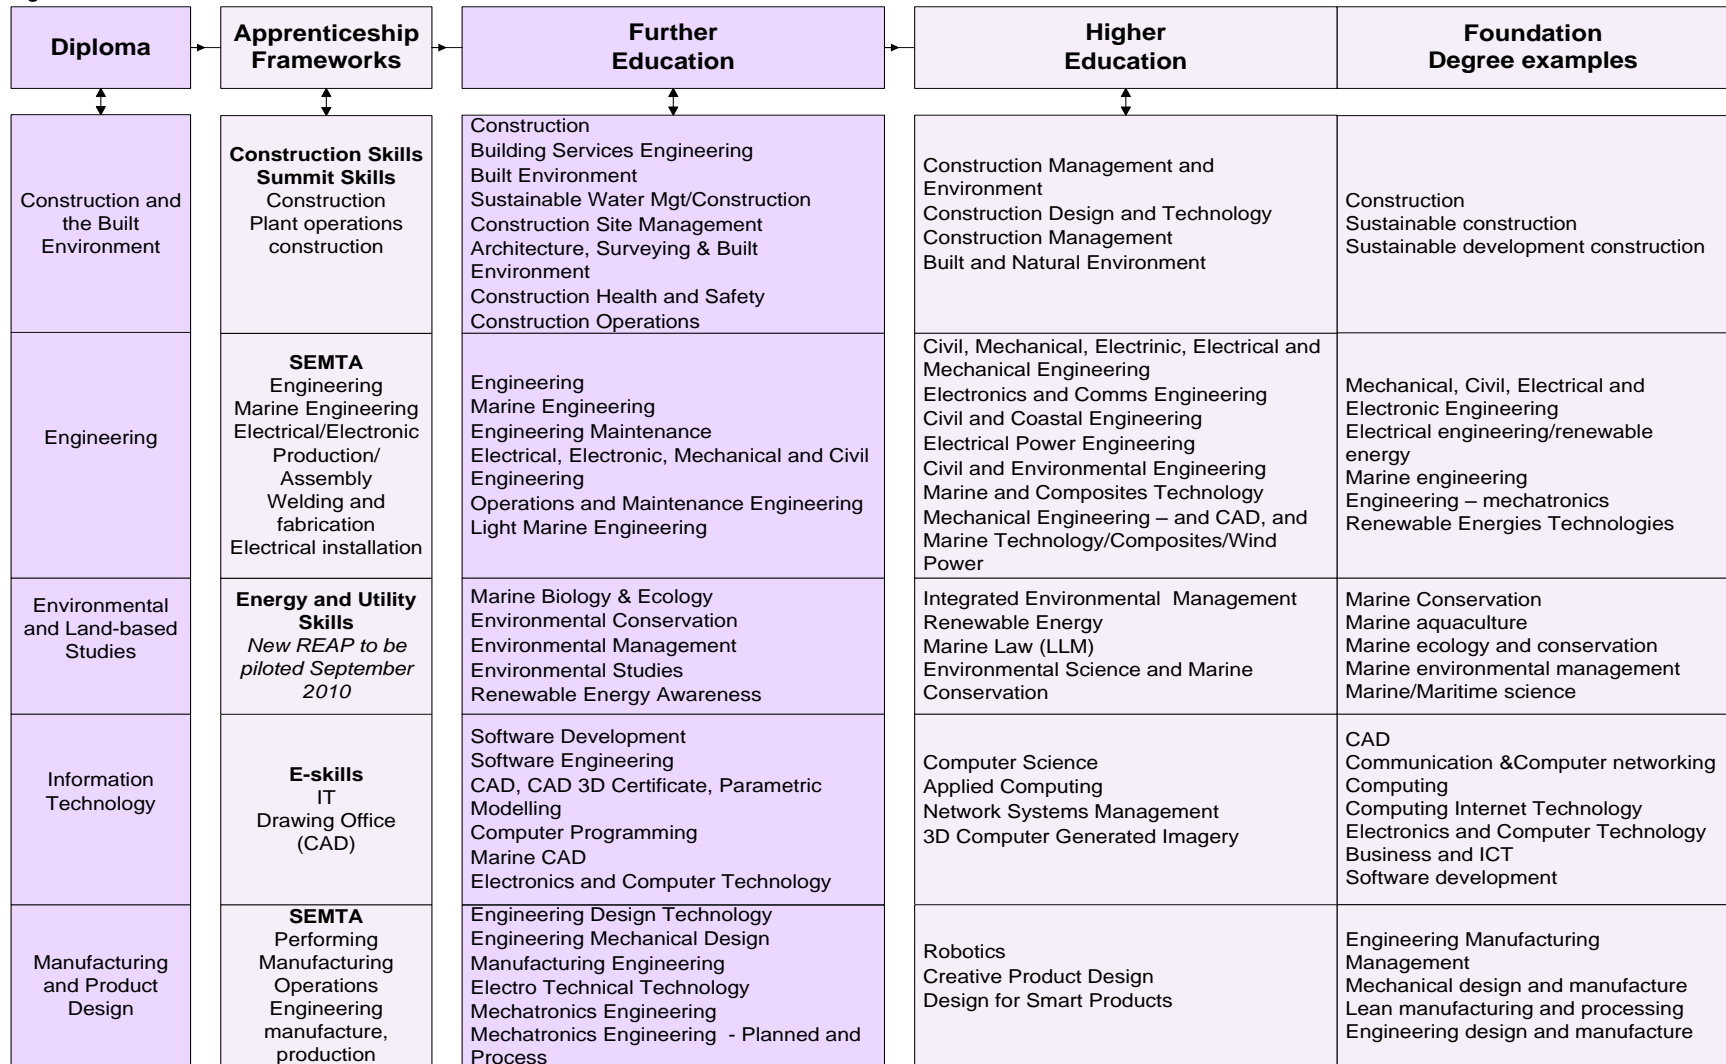 Diploma
Apprenticeship
Frameworks
Further
Education
Higher
Education
Foundation
Degree examples
Construction and
the Built
Environment
Construction Skills
Summit Skills
Construction
Plant operations
construction
Construction
Building Services Engineering
Built Environment
Sustainable Water Mgt/Construction
Construction Site Management
Architecture, Surveying & Built
Environment
Construction Health and Safety
Construction Operations
Construction Management and
Environment
Construction Design and Technology
Construction Management
Built and Natural Environment
Construction
Sustainable construction
Sustainable development construction
Engineering
SEMTA
Engineering
Marine Engineering
Electrical/Electronic
Production/
Assembly
Welding and
fabrication
Electrical installation
Engineering
Marine Engineering
Engineering Maintenance
Electrical, Electronic, Mechanical and Civil
Engineering
Operations and Maintenance Engineering
Light Marine Engineering
Civil, Mechanical, Electrinic, Electrical and
Mechanical Engineering
Electronics and Comms Engineering
Civil and Coastal Engineering
Electrical Power Engineering
Civil and Environmental Engineering
Marine and Composites Technology
Mechanical Engineering – and CAD, and
Marine Technology/Composites/Wind
Power
Mechanical, Civil, Electrical and
Electronic Engineering
Electrical engineering/renewable
energy
Marine engineering
Engineering – mechatronics
Renewable Energies Technologies
Environmental
and Land-based
Studies
Energy and Utility
Skills
New REAP to be
piloted September
2010
Marine Biology & Ecology
Environmental Conservation
Environmental Management
Environmental Studies
Renewable Energy Awareness
Integrated Environmental Management
Renewable Energy
Marine Law (LLM)
Environmental Science and Marine
Conservation
Marine Conservation
Marine aquaculture
Marine ecology and conservation
Marine environmental management
Marine/Maritime science
Information
Technology
E-skills
IT
Drawing Office
(CAD)
Software Development
Software Engineering
CAD, CAD 3D Certificate, Parametric
Modelling
Computer Programming
Marine CAD
Electronics and Computer Technology
Computer Science
Applied Computing
Network Systems Management
3D Computer Generated Imagery
CAD
Communication &Computer networking
Computing
Computing Internet Technology
Electronics and Computer Technology
Business and ICT
Software development
Manufacturing
and Product
Design
SEMTA
Performing
Manufacturing
Operations
Engineering
manufacture,
production
Engineering Design Technology
Engineering Mechanical Design
Manufacturing Engineering
Electro Technical Technology
Mechatronics Engineering
Mechatronics Engineering - Planned and
Process
Robotics
Creative Product Design
Design for Smart Products
Engineering Manufacturing
Management
Mechanical design and manufacture
Lean manufacturing and processing
Engineering design and manufacture